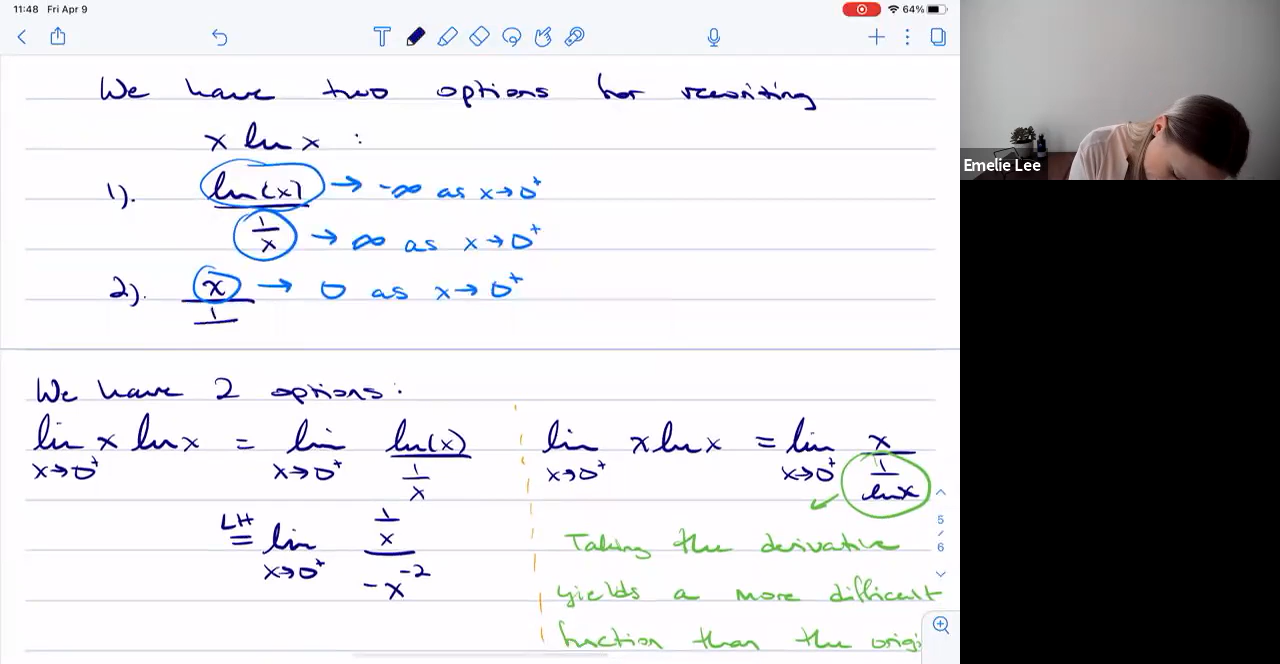 11:48 Fri Apr 9
64%
We have two options for rewriting
x ln x :
1). ln(x) → -∞ as x→0⁺
1/x → ∞ as x→0⁺
2). x → 0 as x→0⁺
1
We have 2 options:
lim x→0⁺ x ln x = lim x→0⁺ ln(x) / (1/x)
LH = lim x→0⁺ (1/x) / (-x⁻²)
lim x→0⁺ x ln x = lim x→0⁺ x / (1/ln x)
Taking the derivative
yields a more difficult
function than the origi
5
/
6
Emelie Lee